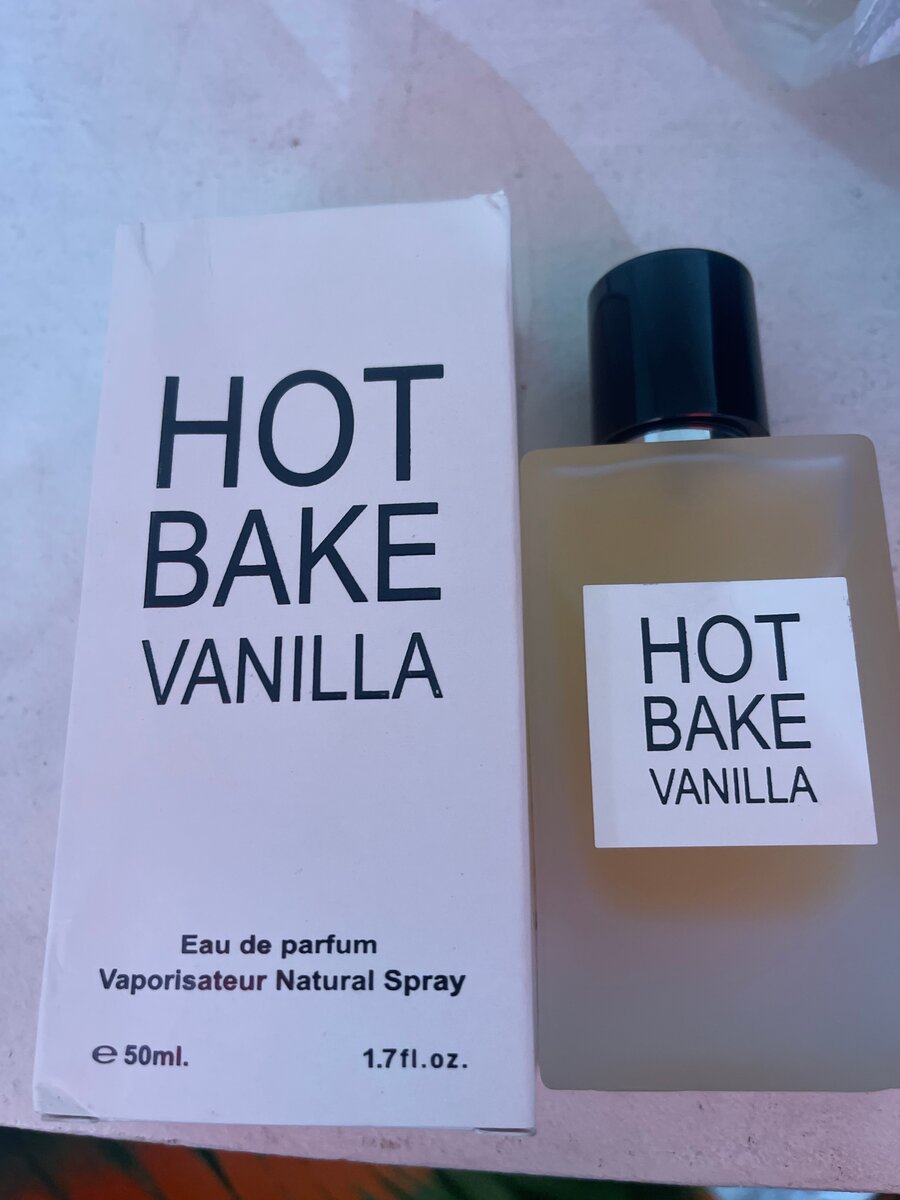 HOT
BAKE
VANILLA
Eau de parfum
Vaporisateur Natural Spray
℮ 50ml. 1.7fl.oz.
HOT
BAKE
VANILLA